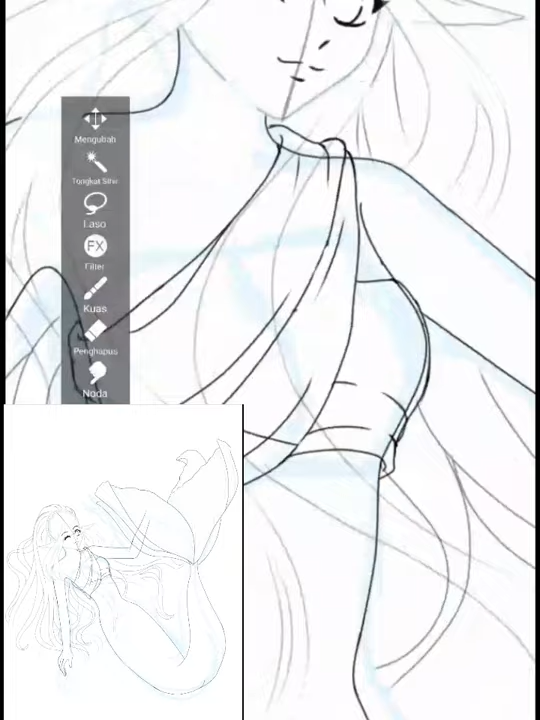 Mengubah
Tongkat Sihir
Laso
FX
Filter
Kuas
Penghapus
Noda